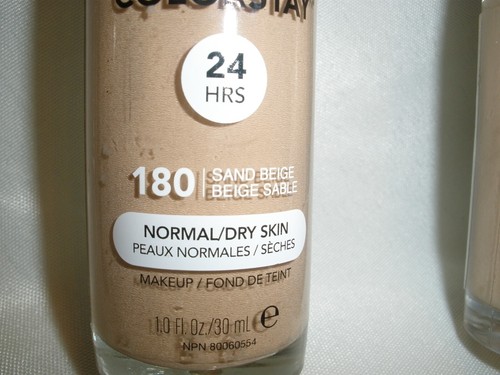 COLORSTAY
24
HRS
180 SAND BEIGE
BEIGE SABLE
NORMAL/DRY SKIN
PEAUX NORMALES / SÈCHES
MAKEUP / FOND DE TEINT
1.0 Fl. Oz./30 mL e
NPN 80060554